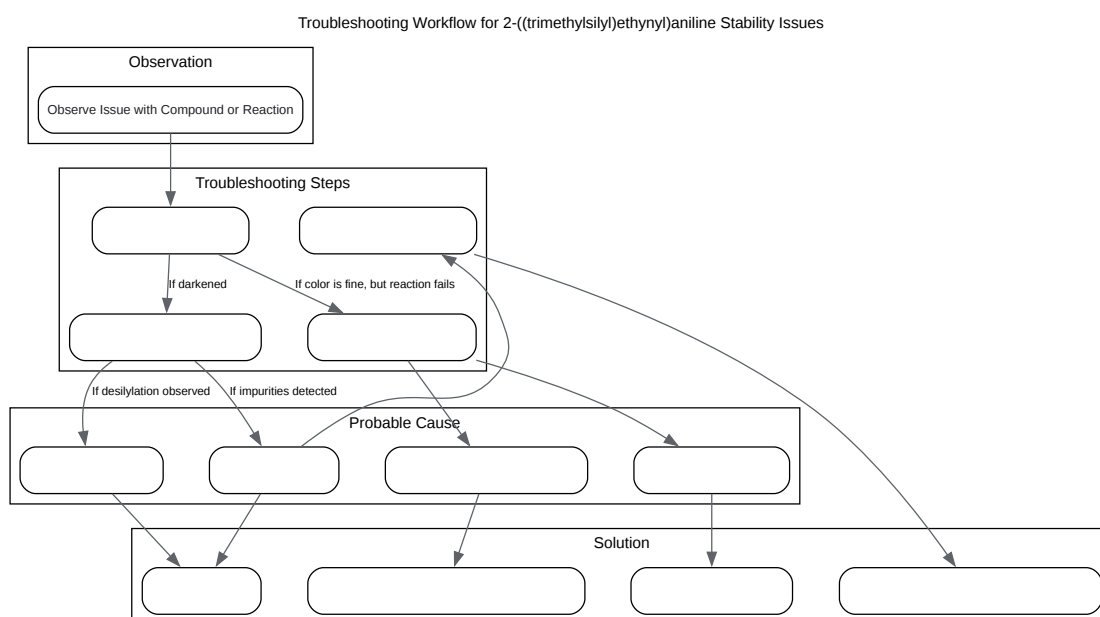 Troubleshooting Workflow for 2-((trimethylsilyl)ethynyl)aniline Stability Issues
Observation
Observe Issue with Compound or Reaction
Troubleshooting Steps
If darkened
If color is fine, but reaction fails
If desilylation observed
If impurities detected
Probable Cause
Solution